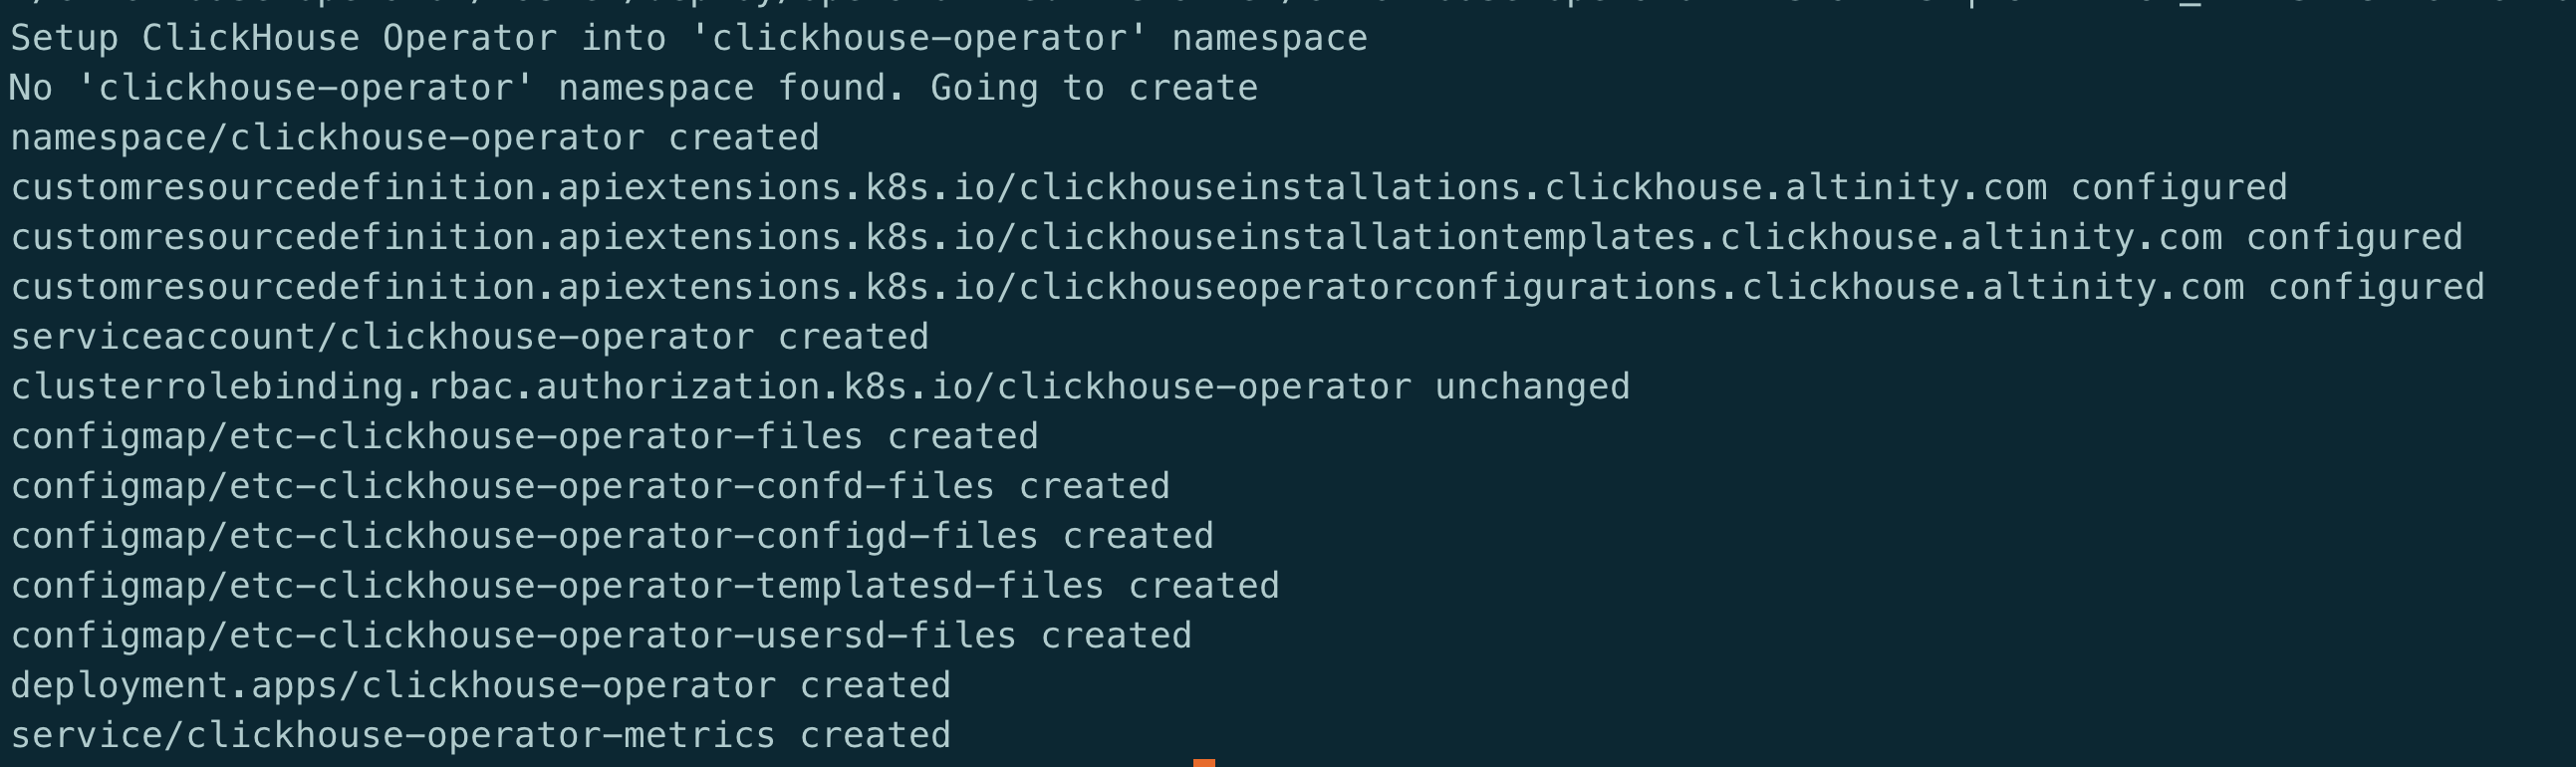 Setup ClickHouse Operator into 'clickhouse-operator' namespace
No 'clickhouse-operator' namespace found. Going to create
namespace/clickhouse-operator created
customresourcedefinition.apiextensions.k8s.io/clickhouseinstallations.clickhouse.altinity.com configured
customresourcedefinition.apiextensions.k8s.io/clickhouseinstallationtemplates.clickhouse.altinity.com configured
customresourcedefinition.apiextensions.k8s.io/clickhouseoperatorconfigurations.clickhouse.altinity.com configured
serviceaccount/clickhouse-operator created
clusterrolebinding.rbac.authorization.k8s.io/clickhouse-operator unchanged
configmap/etc-clickhouse-operator-files created
configmap/etc-clickhouse-operator-confd-files created
configmap/etc-clickhouse-operator-configd-files created
configmap/etc-clickhouse-operator-templatesd-files created
configmap/etc-clickhouse-operator-usersd-files created
deployment.apps/clickhouse-operator created
service/clickhouse-operator-metrics created